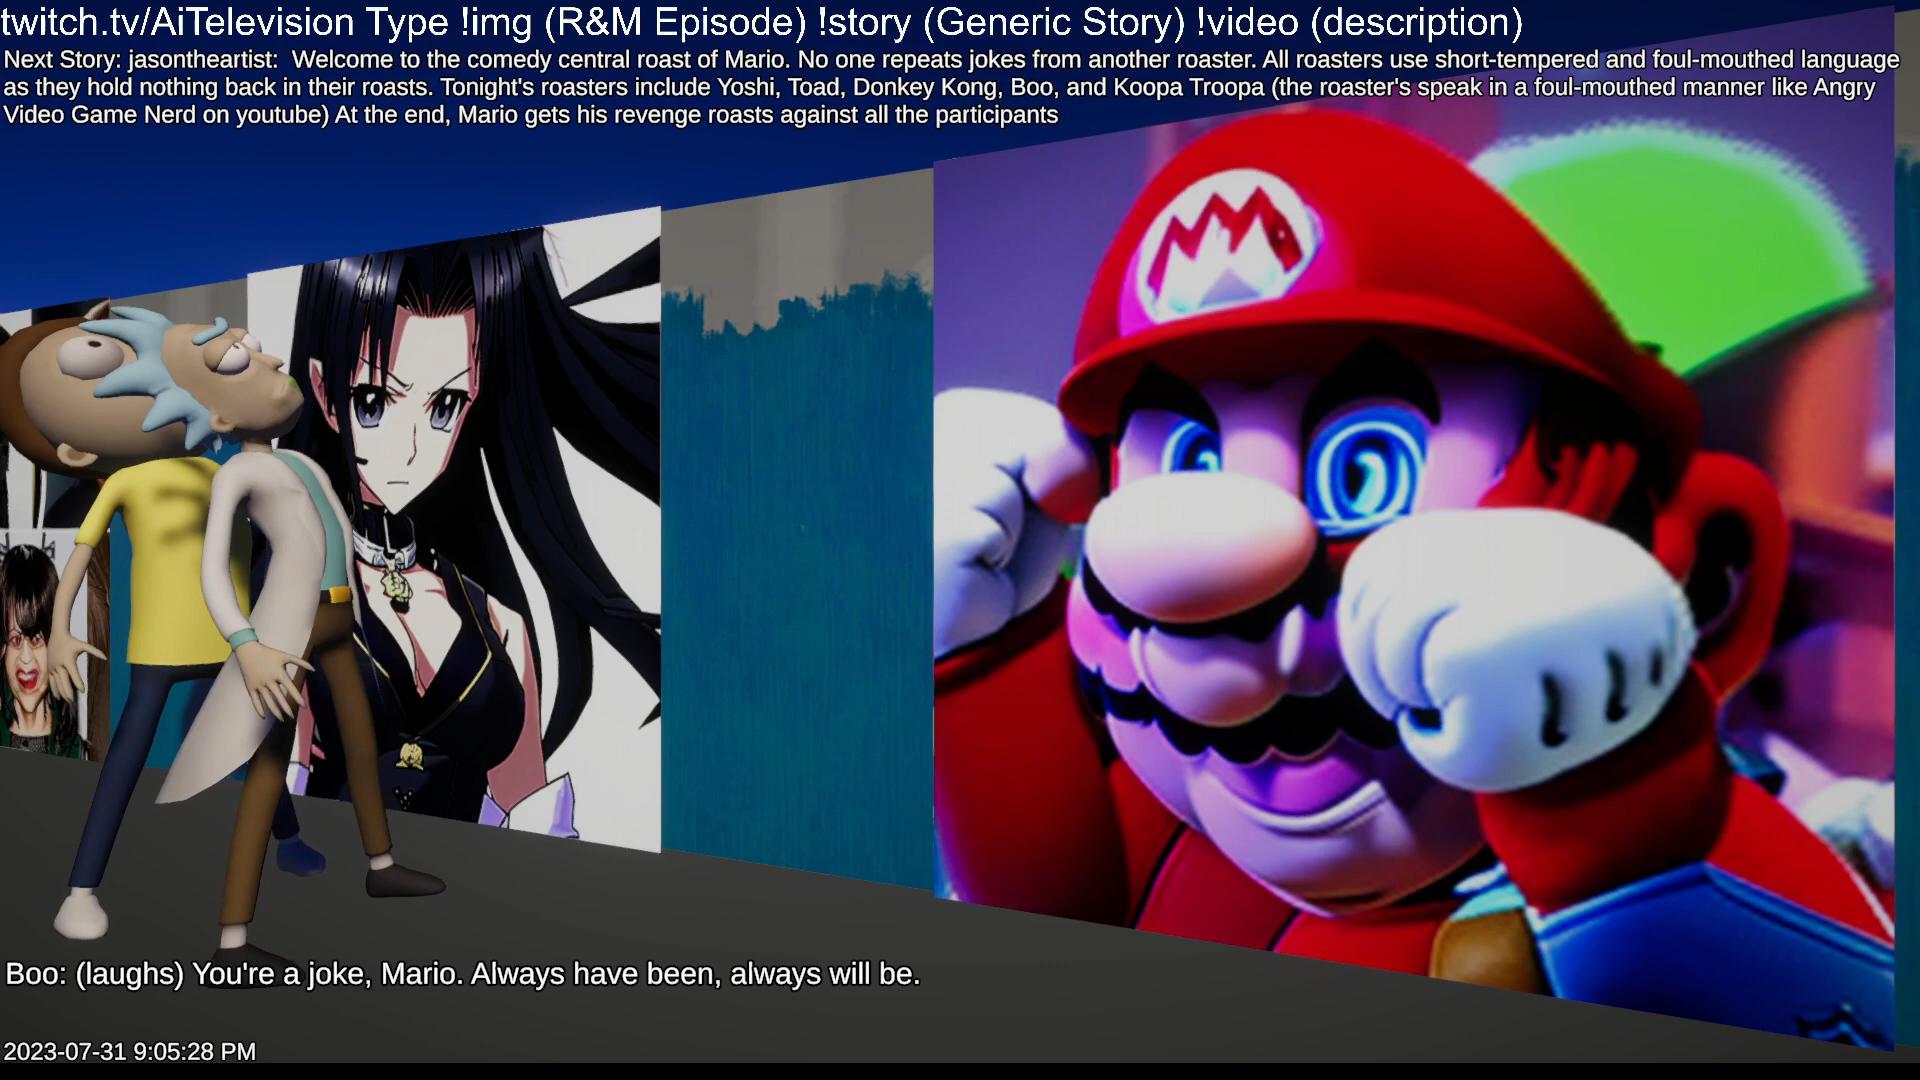 twitch.tv/AiTelevision Type !img (R&M Episode) !story (Generic Story) !video (description)
Next Story: jasontheartist:  Welcome to the comedy central roast of Mario. No one repeats jokes from another roaster. All roasters use short-tempered and foul-mouthed language
as they hold nothing back in their roasts. Tonight's roasters include Yoshi, Toad, Donkey Kong, Boo, and Koopa Troopa (the roaster's speak in a foul-mouthed manner like Angry
Video Game Nerd on youtube) At the end, Mario gets his revenge roasts against all the participants
M
Boo: (laughs) You're a joke, Mario. Always have been, always will be.
2023-07-31 9:05:28 PM